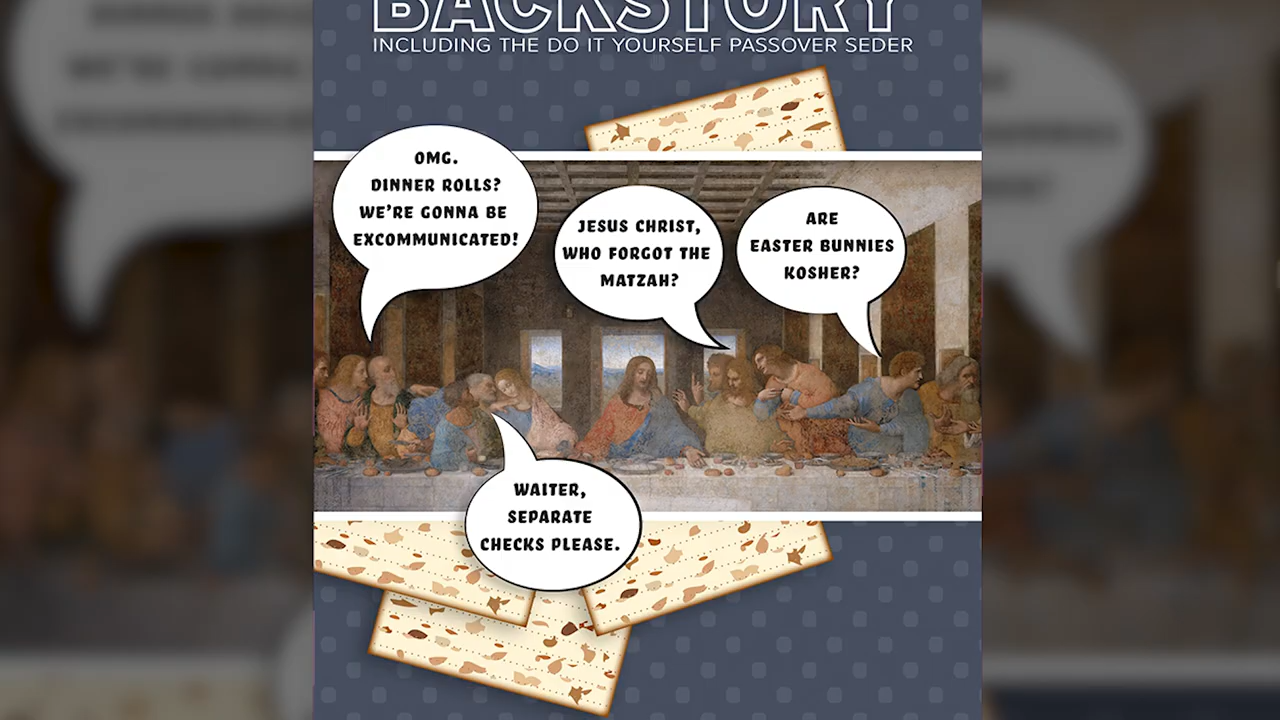 BACKSTORY
INCLUDING THE DO IT YOURSELF PASSOVER SEDER
OMG.
DINNER ROLLS?
WE'RE GONNA BE
EXCOMMUNICATED!
JESUS CHRIST,
WHO FORGOT THE
MATZAH?
ARE
EASTER BUNNIES
KOSHER?
WAITER,
SEPARATE
CHECKS PLEASE.